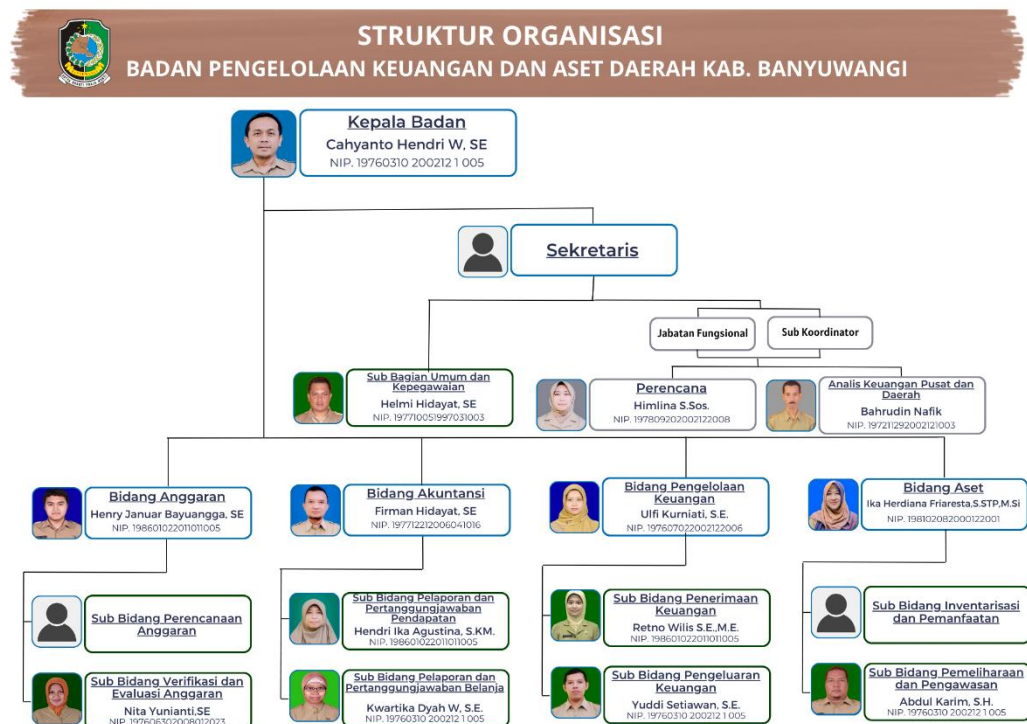 STRUKTUR ORGANISASI
BADAN PENGELOLAAN KEUANGAN DAN ASET DAERAH KAB. BANYUWANGI
Kepala Badan
Cahyanto Hendri W, SE
NIP. 19760310 200212 1 005
Sekretaris
Jabatan Fungsional
Sub Koordinator
Sub Bagian Umum dan
Kepegawaian
Helmi Hidayat, SE
NIP. 197710051997031003
Perencana
Himlina S.Sos.
NIP. 197809202002122008
Analis Keuangan Pusat dan
Daerah
Bahrudin Nafik
NIP. 197211292002121003
Bidang Anggaran
Henry Januar Bayuangga, SE
NIP. 198601022011011005
Bidang Akuntansi
Firman Hidayat, SE
NIP. 197712212006041016
Bidang Pengelolaan
Keuangan
Ulfi Kurniati, S.E.
NIP. 197607022002122006
Bidang Aset
Ika Herdiana Friaresta,S.STP,M.Si
NIP. 198102082000122001
Sub Bidang Perencanaan
Anggaran
Sub Bidang Pelaporan dan
Pertanggungjawaban
Pendapatan
Hendri Ika Agustina, S.KM.
NIP. 198601022011011005
Sub Bidang Penerimaan
Keuangan
Retno Wilis S.E.,M.E.
NIP. 198601022011011005
Sub Bidang Inventarisasi
dan Pemanfaatan
Sub Bidang Verifikasi dan
Evaluasi Anggaran
Nita Yunianti,SE
NIP. 197606302008012023
Sub Bidang Pelaporan dan
Pertanggungjawaban Belanja
Kwartika Dyah W, S.E.
NIP. 19760310 200212 1 005
Sub Bidang Pengeluaran
Keuangan
Yuddi Setiawan, S.E.
NIP. 19760310 200212 1 005
Sub Bidang Pemeliharaan
dan Pengawasan
Abdul Karim, S.H.
NIP. 19760310 200212 1 005